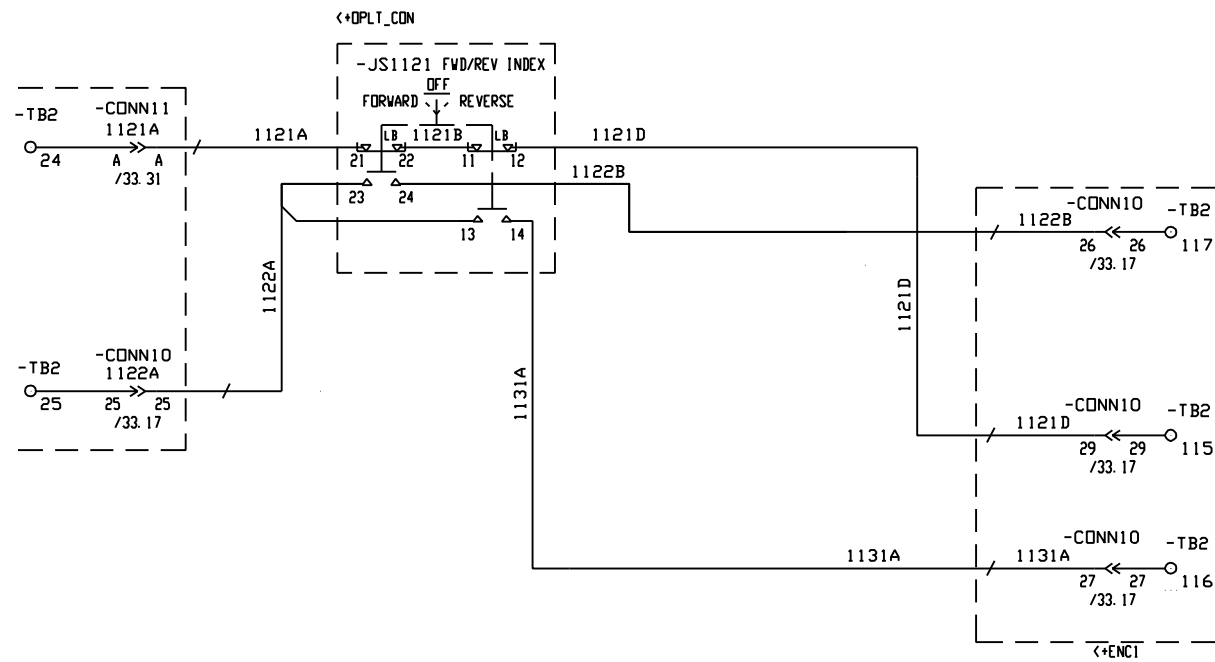 <+OPLT_CON
-JS1121 FWD/REV INDEX
OFF
FORWARD REVERSE
-TB2 -CONN11
1121A
24 A A
/33.31
1121A
LB 1121B LB
21 22 11 12
1121D
23 24
1122B
13 14
1122A
-TB2 -CONN10
1122A
25 25 25
/33.17
1131A
1121D
-CONN10 -TB2
1122B
26 26 117
/33.17
-CONN10 -TB2
1121D
29 29 115
/33.17
1131A
-CONN10 -TB2
1131A
27 27 116
/33.17
<+ENC1